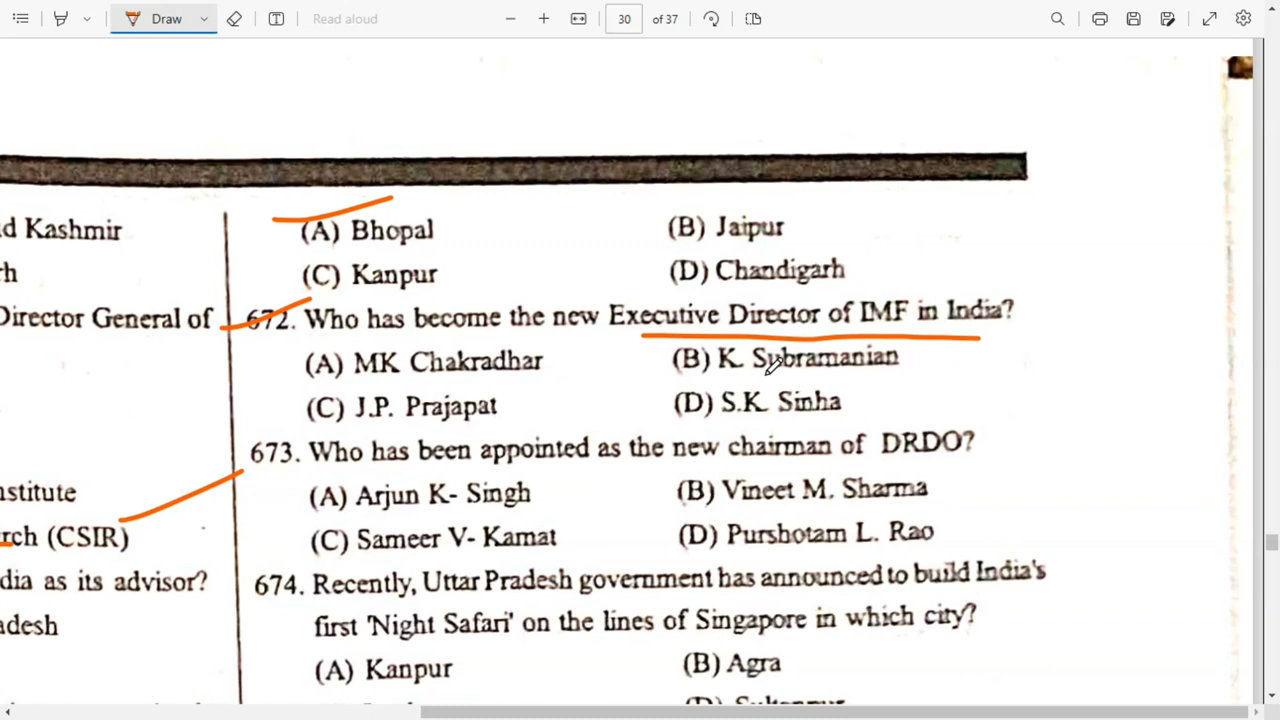 Draw
Read aloud
30 of 37
d Kashmir
rh
Director General of
nstitute
rch (CSIR)
dia as its advisor?
adesh
(A) Bhopal (B) Jaipur
(C) Kanpur (D) Chandigarh
672. Who has become the new Executive Director of IMF in India?
(A) MK Chakradhar (B) K. Subramanian
(C) J.P. Prajapat (D) S.K. Sinha
673. Who has been appointed as the new chairman of DRDO?
(A) Arjun K- Singh (B) Vineet M. Sharma
(C) Sameer V- Kamat (D) Purshotam L. Rao
674. Recently, Uttar Pradesh government has announced to build India's
first 'Night Safari' on the lines of Singapore in which city?
(A) Kanpur (B) Agra